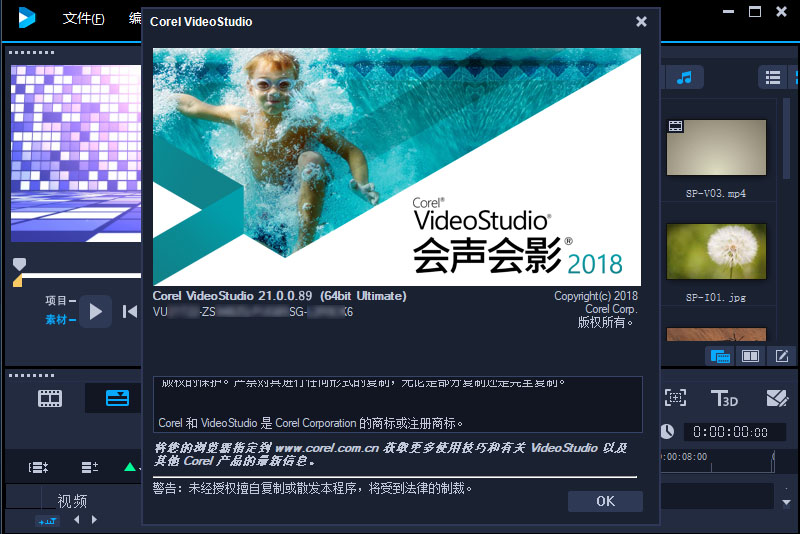 文件(F)
编
Corel VideoStudio
Corel®
VideoStudio®
会声会影® 2018
Corel VideoStudio 21.0.0.89 (64bit Ultimate)
VU -ZS SG- K6
Copyright(c) 2018
Corel Corp.
版权所有。
版权的保护。严禁对其进行任何形式的复制，无论是部分复制还是完全复制。
Corel 和 VideoStudio 是 Corel Corporation 的商标或注册商标。
将您的浏览器指定到 www.corel.com.cn 获取更多使用技巧和有关 VideoStudio 以及
其他 Corel 产品的最新信息。
警告：未经授权擅自复制或散发本程序，将受到法律的制裁。
OK
SP-V03.mp4
SP-I01.jpg
项目
素材
T3D
0:00:00:00
:00:08:00
视频